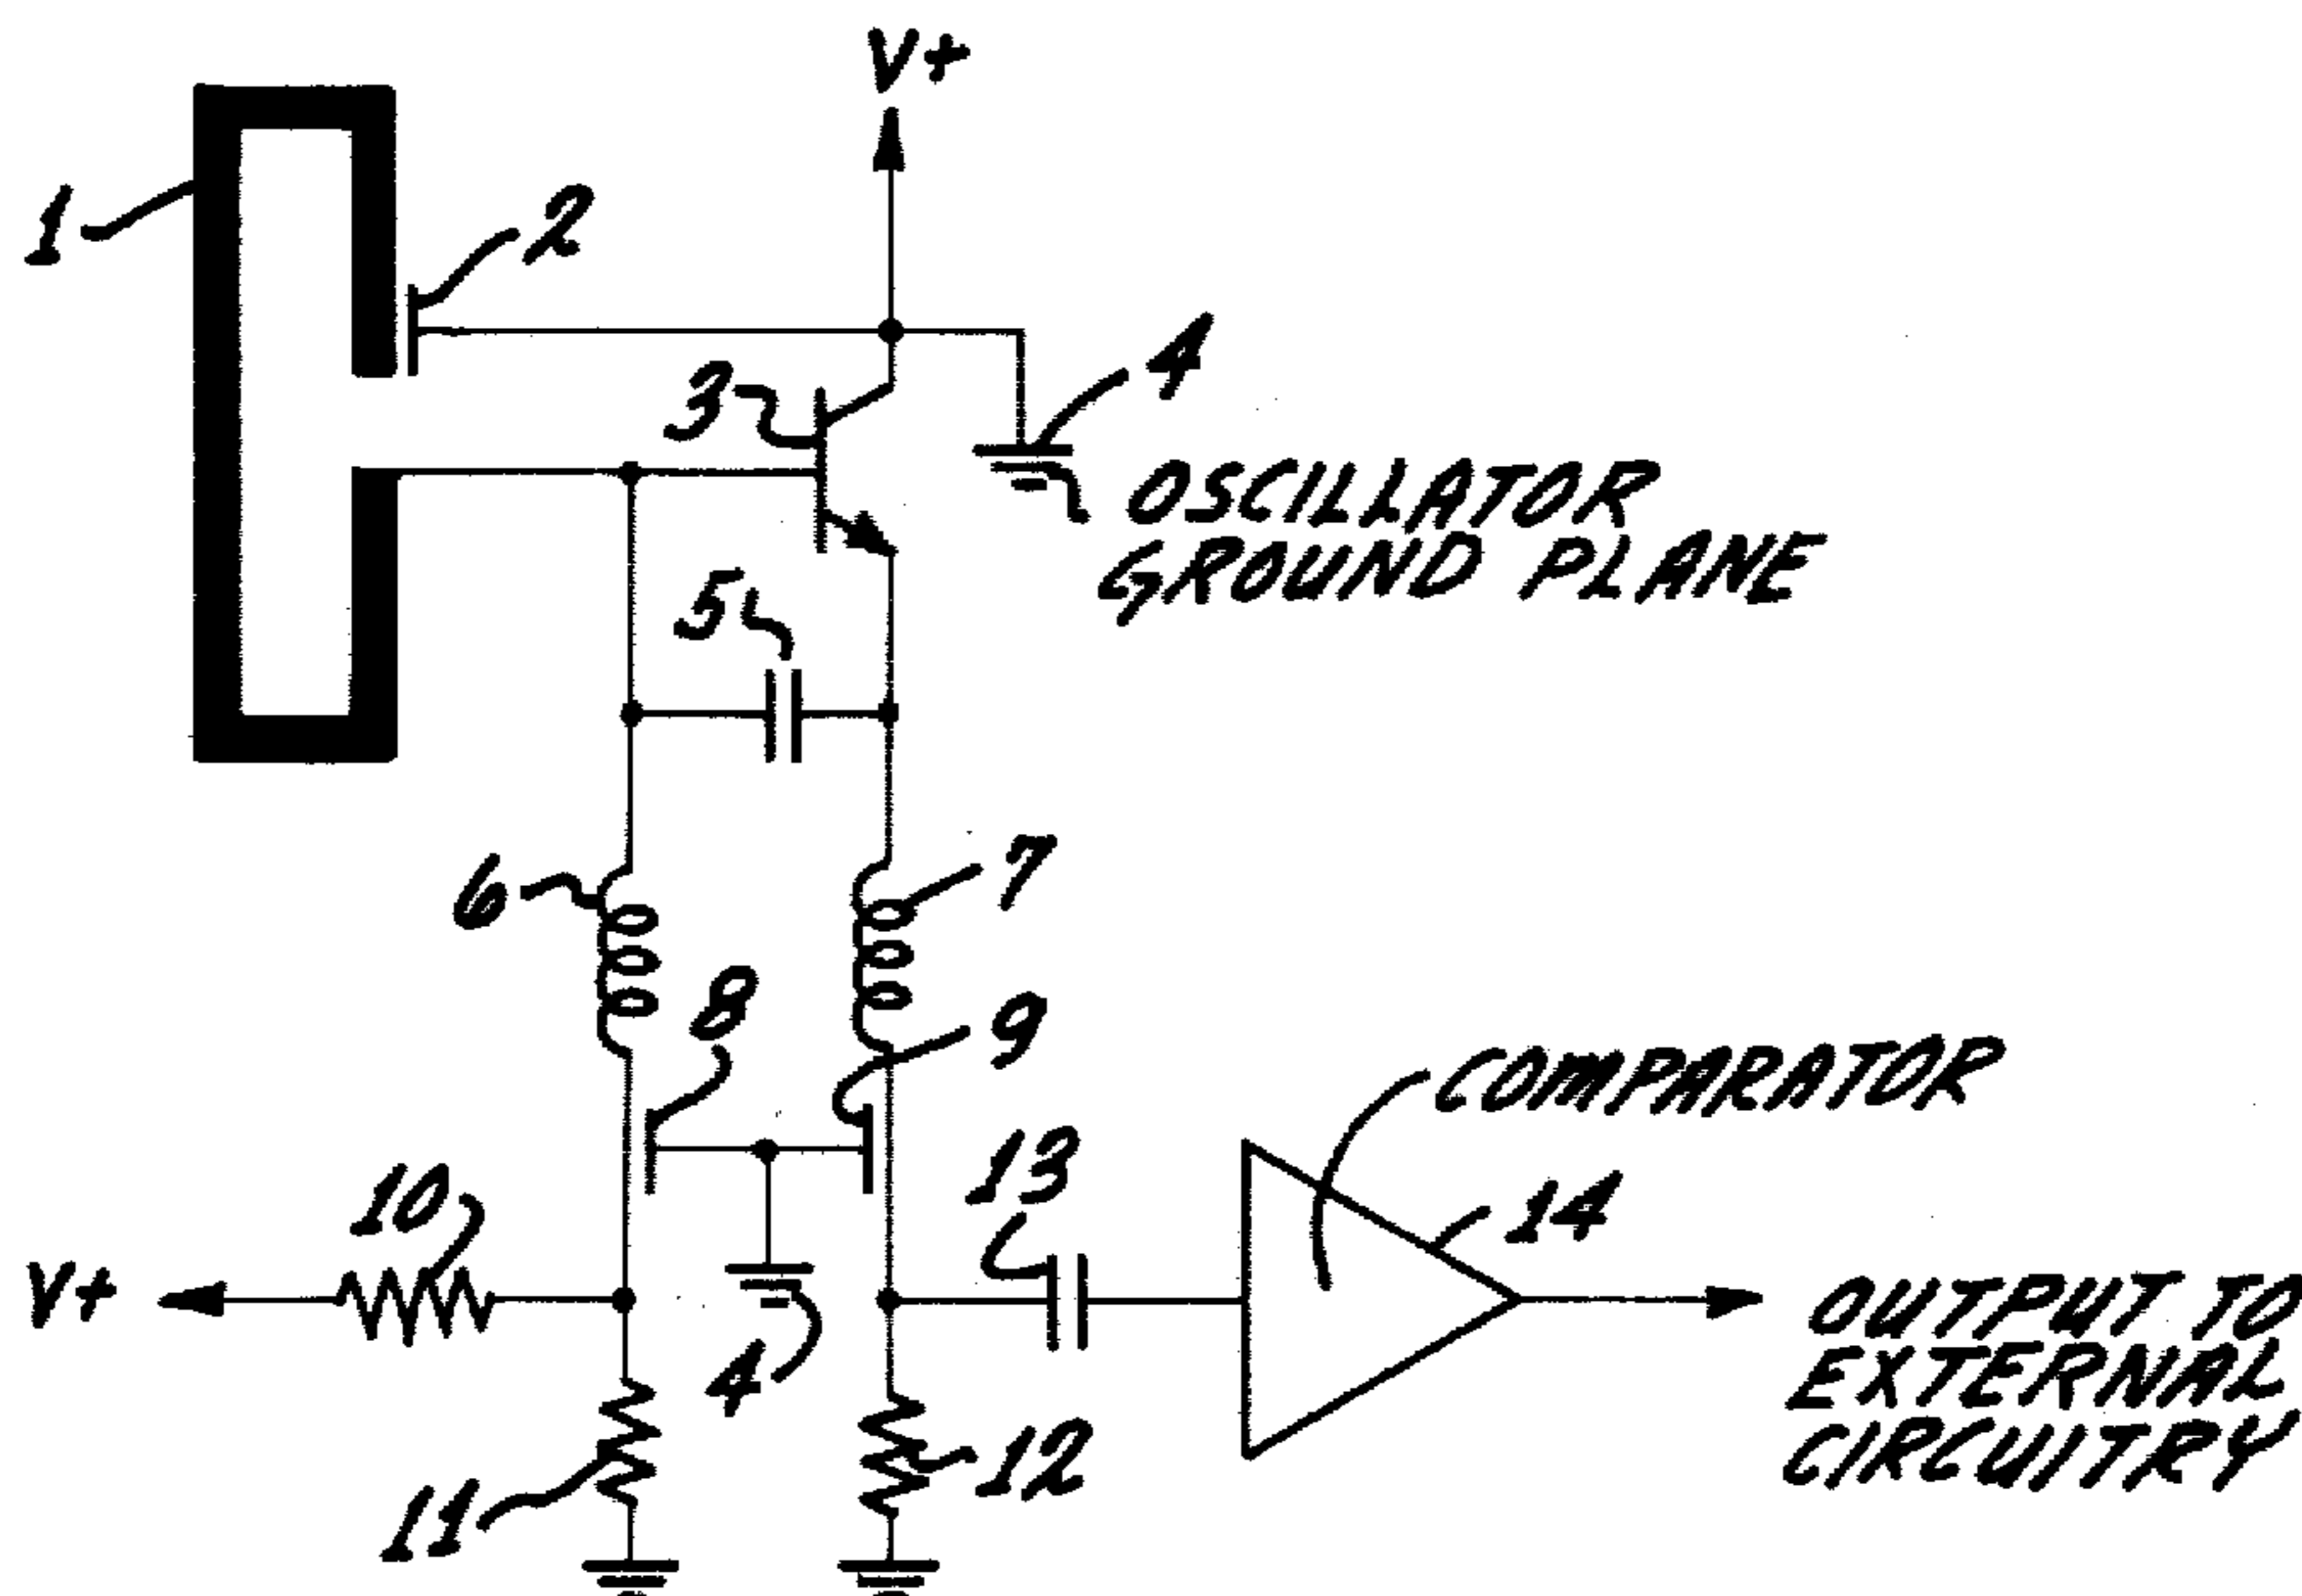 V+
1
2
3
4
OSCILLATOR
GROUND PLANE
5
6
7
8
9
COMPARATOR
10
13
14
V+
4
OUTPUT TO
EXTERNAL
CIRCUITRY
11
12